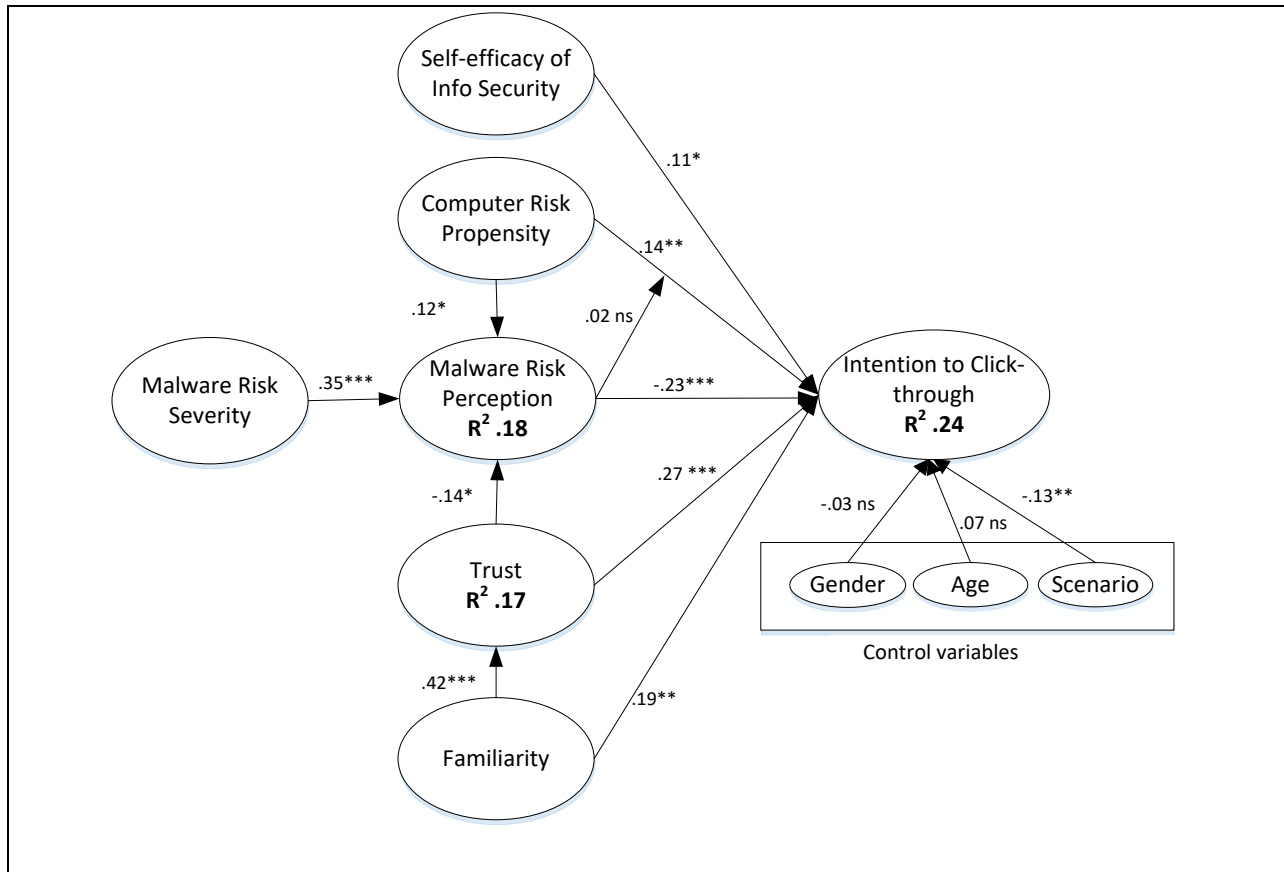 Self-efficacy of
Info Security
.11*
Computer Risk
Propensity
.14**
.12*
.02 ns
Malware Risk
Severity
.35***
Malware Risk
Perception
R² .18
-.23***
Intention to Click-
through
R² .24
-.14*
.27 ***
-.03 ns
.07 ns
-.13**
Trust
R² .17
Gender
Age
Scenario
Control variables
.42***
.19**
Familiarity